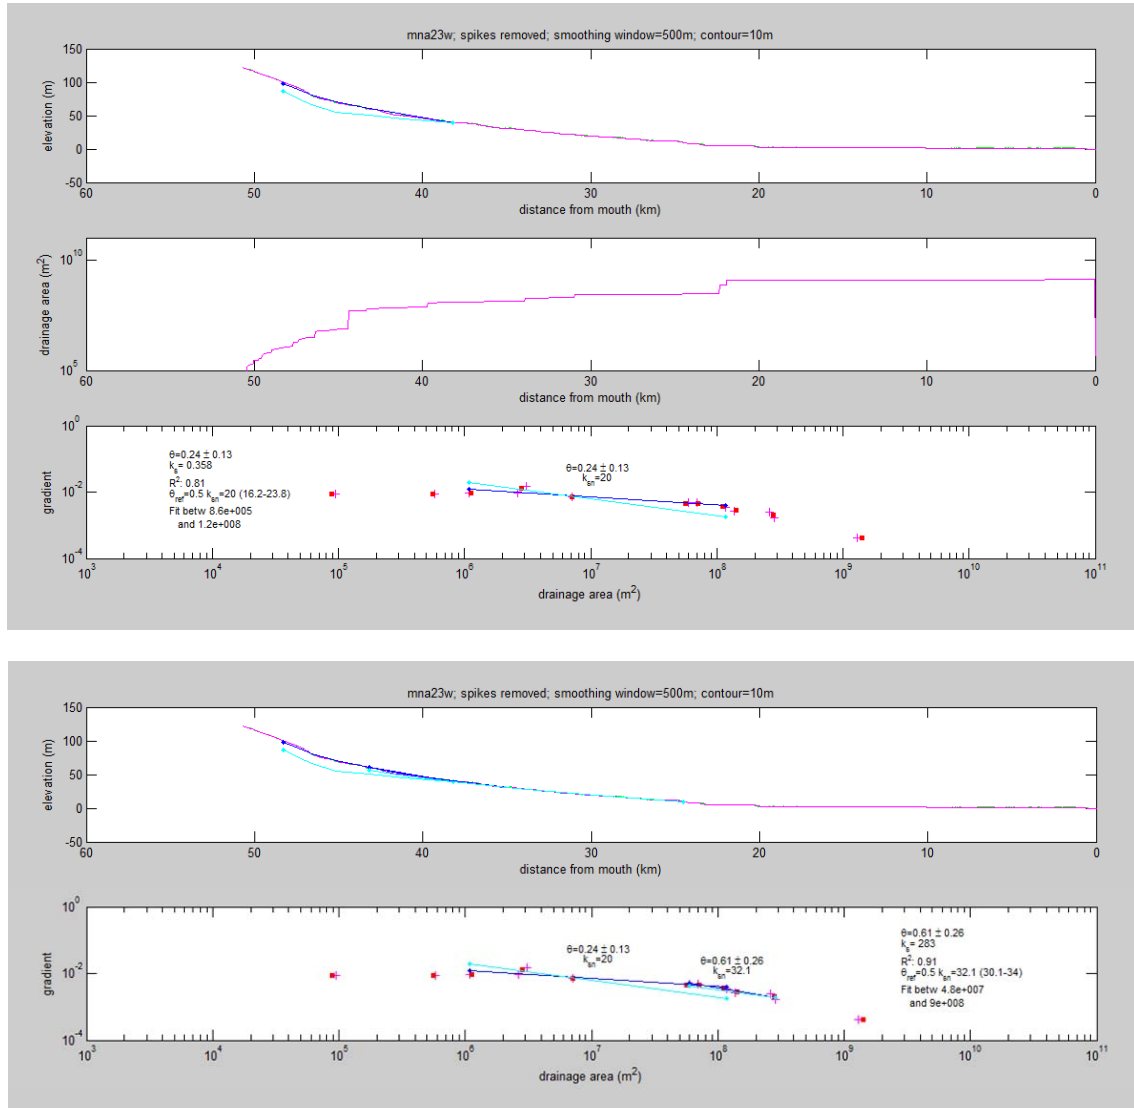 mna23w; spikes removed; smoothing window=500m; contour=10m
150
100
50
0
-50
elevation (m)
60 50 40 30 20 10 0
distance from mouth (km)
10^10
10^5
drainage area (m^2)
60 50 40 30 20 10 0
distance from mouth (km)
10^0
10^-2
10^-4
gradient
θ=0.24 ± 0.13
k_s= 0.358
R^2: 0.81
θ_ref=0.5 k_sn=20 (16.2-23.8)
Fit betw 8.6e+005
and 1.2e+008
θ=0.24 ± 0.13
k_sn=20
10^3 10^4 10^5 10^6 10^7 10^8 10^9 10^10 10^11
drainage area (m^2)
mna23w; spikes removed; smoothing window=500m; contour=10m
150
100
50
0
-50
elevation (m)
60 50 40 30 20 10 0
distance from mouth (km)
10^0
10^-2
10^-4
gradient
θ=0.24 ± 0.13
k_sn=20
θ=0.61 ± 0.26
k_sn=32.1
θ=0.61 ± 0.26
k_s = 283
R^2: 0.91
θ_ref=0.5 k_sn=32.1 (30.1-34)
Fit betw 4.8e+007
and 9e+008
10^3 10^4 10^5 10^6 10^7 10^8 10^9 10^10 10^11
drainage area (m^2)